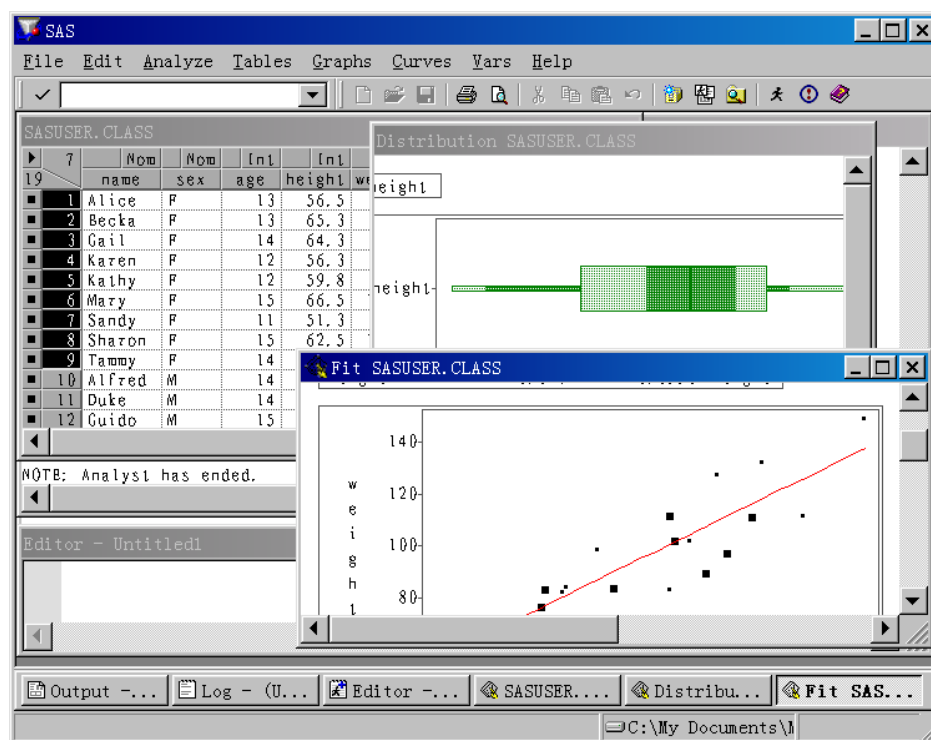 SAS
File Edit Analyze Tables Graphs Curves Vars Help
SASUSER.CLASS
7 Nom Nom Int Int
19 name sex age height we
1 Alice F 13 56.5
2 Becka F 13 65.3
3 Gail F 14 64.3
4 Karen F 12 56.3
5 Kathy F 12 59.8
6 Mary F 15 66.5
7 Sandy F 11 51.3
8 Sharon F 15 62.5
9 Tammy F 14
10 Alfred M 14
11 Duke M 14
12 Guido M 15
NOTE: Analyst has ended.
Editor - Untitled1
Distribution SASUSER.CLASS
height
height
Fit SASUSER.CLASS
140
120
100
80
weight
Output -...
Log - (U...
Editor -...
SASUSER....
Distribu...
Fit SAS...
C:\My Documents\M